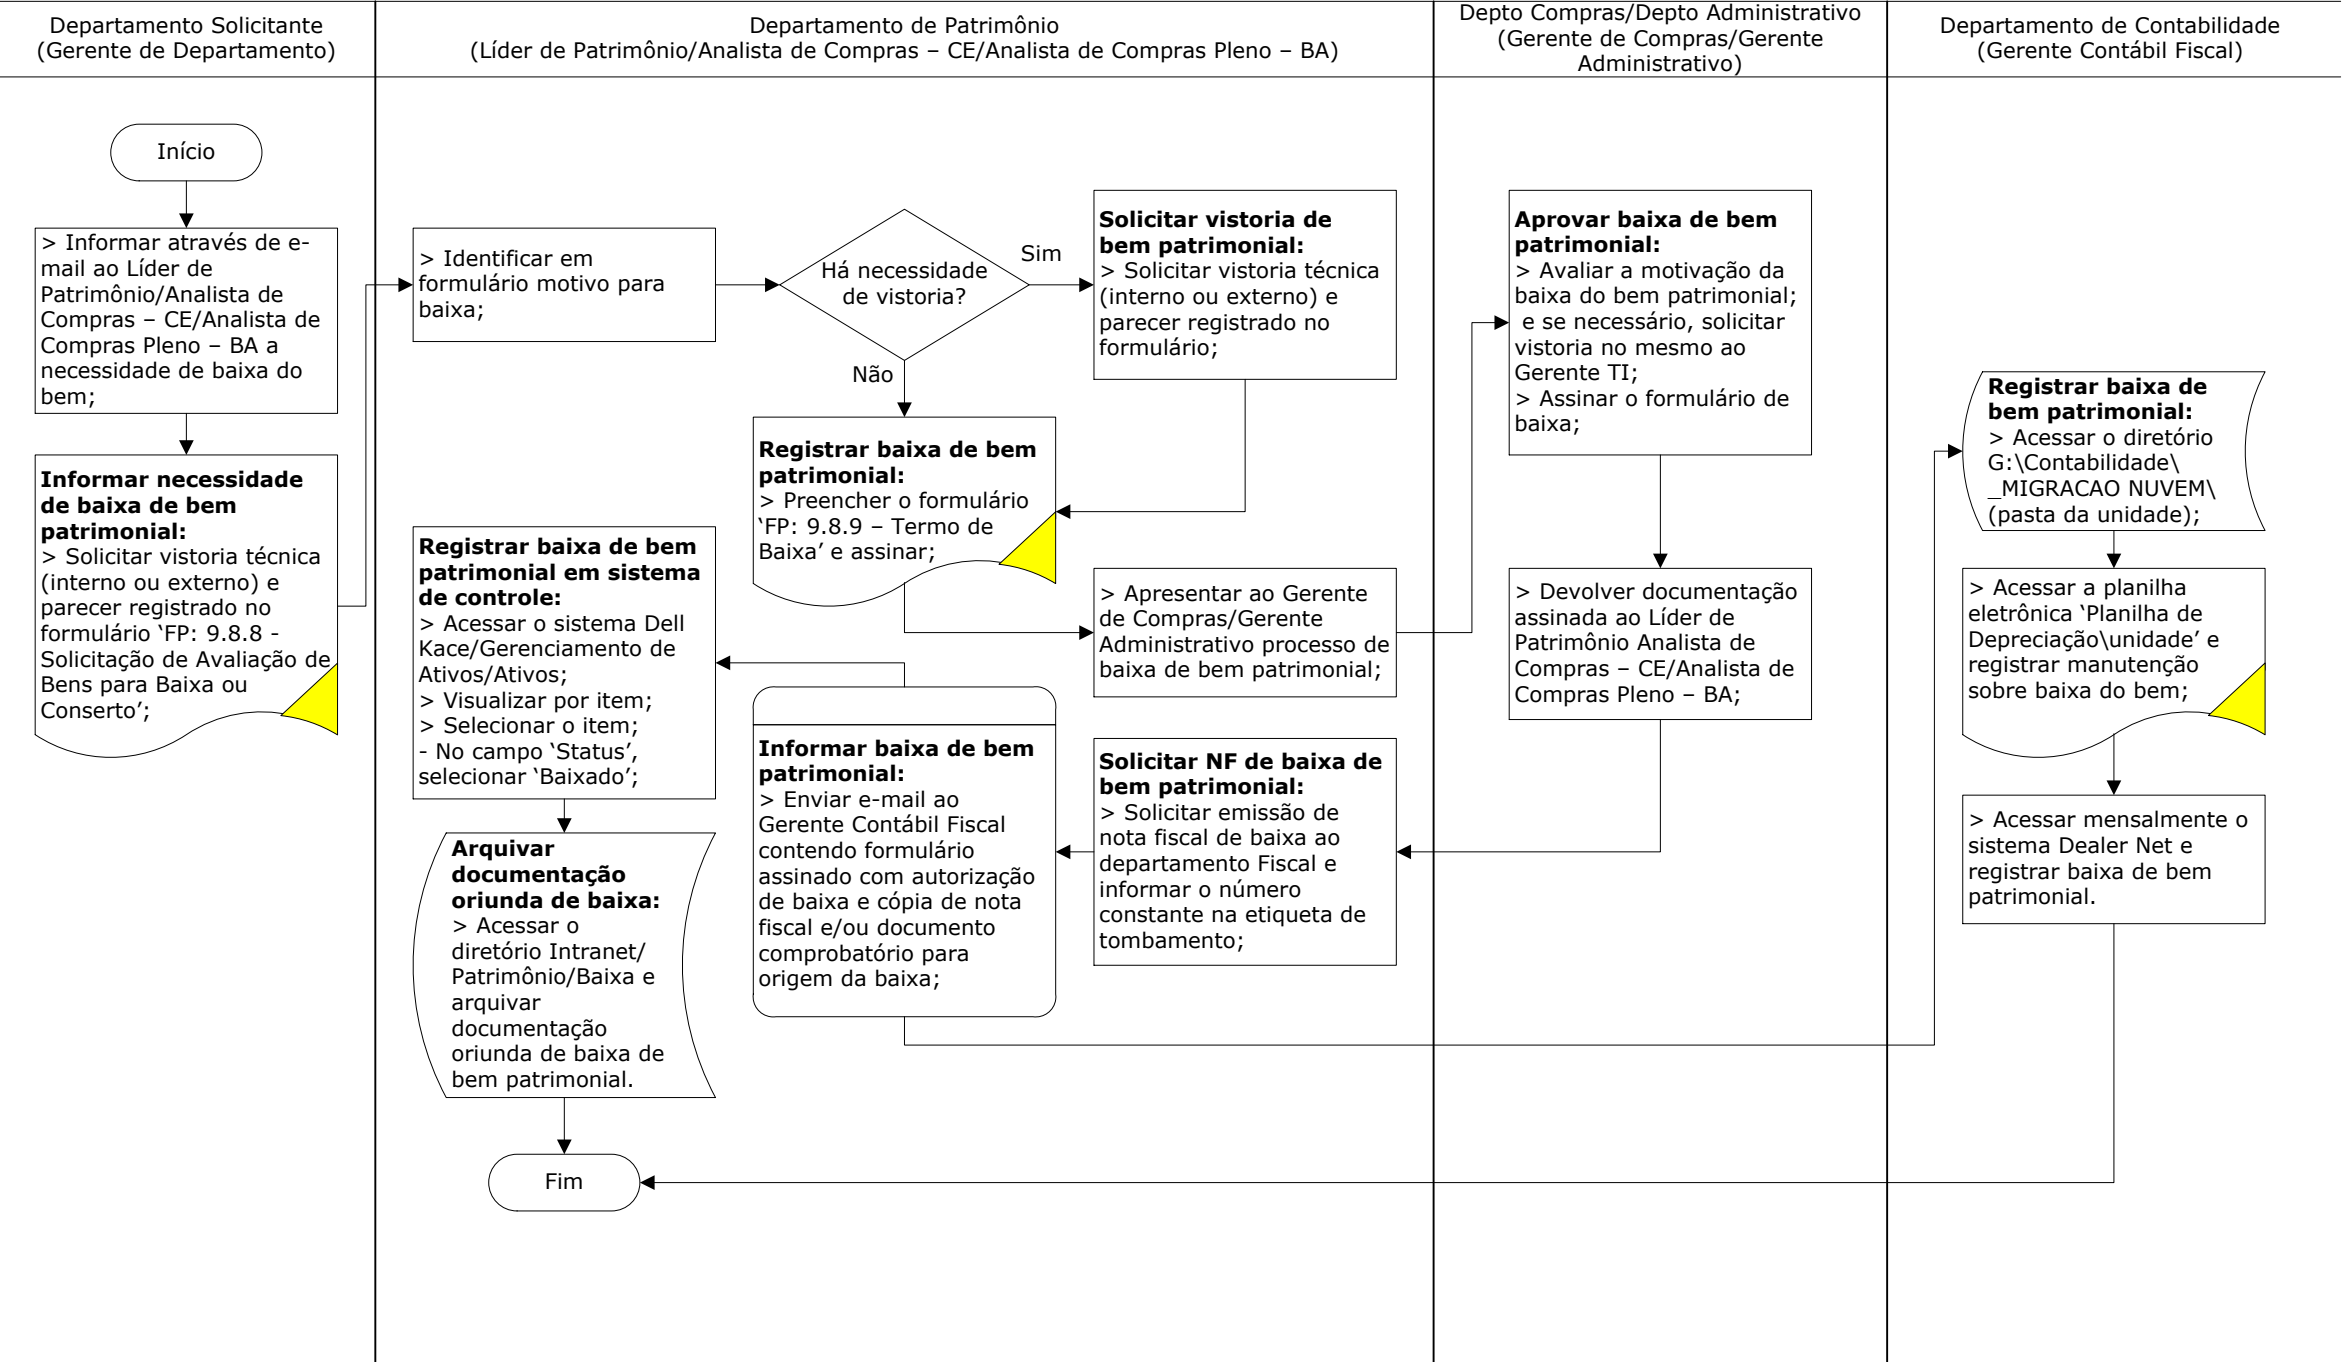 Departamento Solicitante
(Gerente de Departamento)
Departamento de Patrimônio
(Líder de Patrimônio/Analista de Compras – CE/Analista de Compras Pleno – BA)
Depto Compras/Depto Administrativo
(Gerente de Compras/Gerente
Administrativo)
Departamento de Contabilidade
(Gerente Contábil Fiscal)
Início
> Informar através de e-
mail ao Líder de
Patrimônio/Analista de
Compras – CE/Analista de
Compras Pleno – BA a
necessidade de baixa do
bem;
Informar necessidade
de baixa de bem
patrimonial:
> Solicitar vistoria técnica
(interno ou externo) e
parecer registrado no
formulário ‘FP: 9.8.8 -
Solicitação de Avaliação de
Bens para Baixa ou
Conserto’;
> Identificar em
formulário motivo para
baixa;
Há necessidade
de vistoria?
Sim
Não
Solicitar vistoria de
bem patrimonial:
> Solicitar vistoria técnica
(interno ou externo) e
parecer registrado no
formulário;
Registrar baixa de bem
patrimonial:
> Preencher o formulário
‘FP: 9.8.9 – Termo de
Baixa’ e assinar;
> Apresentar ao Gerente
de Compras/Gerente
Administrativo processo de
baixa de bem patrimonial;
Aprovar baixa de bem
patrimonial:
> Avaliar a motivação da
baixa do bem patrimonial;
e se necessário, solicitar
vistoria no mesmo ao
Gerente TI;
> Assinar o formulário de
baixa;
> Devolver documentação
assinada ao Líder de
Patrimônio Analista de
Compras – CE/Analista de
Compras Pleno – BA;
Solicitar NF de baixa de
bem patrimonial:
> Solicitar emissão de
nota fiscal de baixa ao
departamento Fiscal e
informar o número
constante na etiqueta de
tombamento;
Informar baixa de bem
patrimonial:
> Enviar e-mail ao
Gerente Contábil Fiscal
contendo formulário
assinado com autorização
de baixa e cópia de nota
fiscal e/ou documento
comprobatório para
origem da baixa;
Registrar baixa de bem
patrimonial em sistema
de controle:
> Acessar o sistema Dell
Kace/Gerenciamento de
Ativos/Ativos;
> Visualizar por item;
> Selecionar o item;
- No campo ‘Status’,
selecionar ‘Baixado’;
Arquivar
documentação
oriunda de baixa:
> Acessar o
diretório Intranet/
Patrimônio/Baixa e
arquivar
documentação
oriunda de baixa de
bem patrimonial.
Registrar baixa de
bem patrimonial:
> Acessar o diretório
G:\Contabilidade\
_MIGRACAO NUVEM\
(pasta da unidade);
> Acessar a planilha
eletrônica ‘Planilha de
Depreciação\unidade’ e
registrar manutenção
sobre baixa do bem;
> Acessar mensalmente o
sistema Dealer Net e
registrar baixa de bem
patrimonial.
Fim